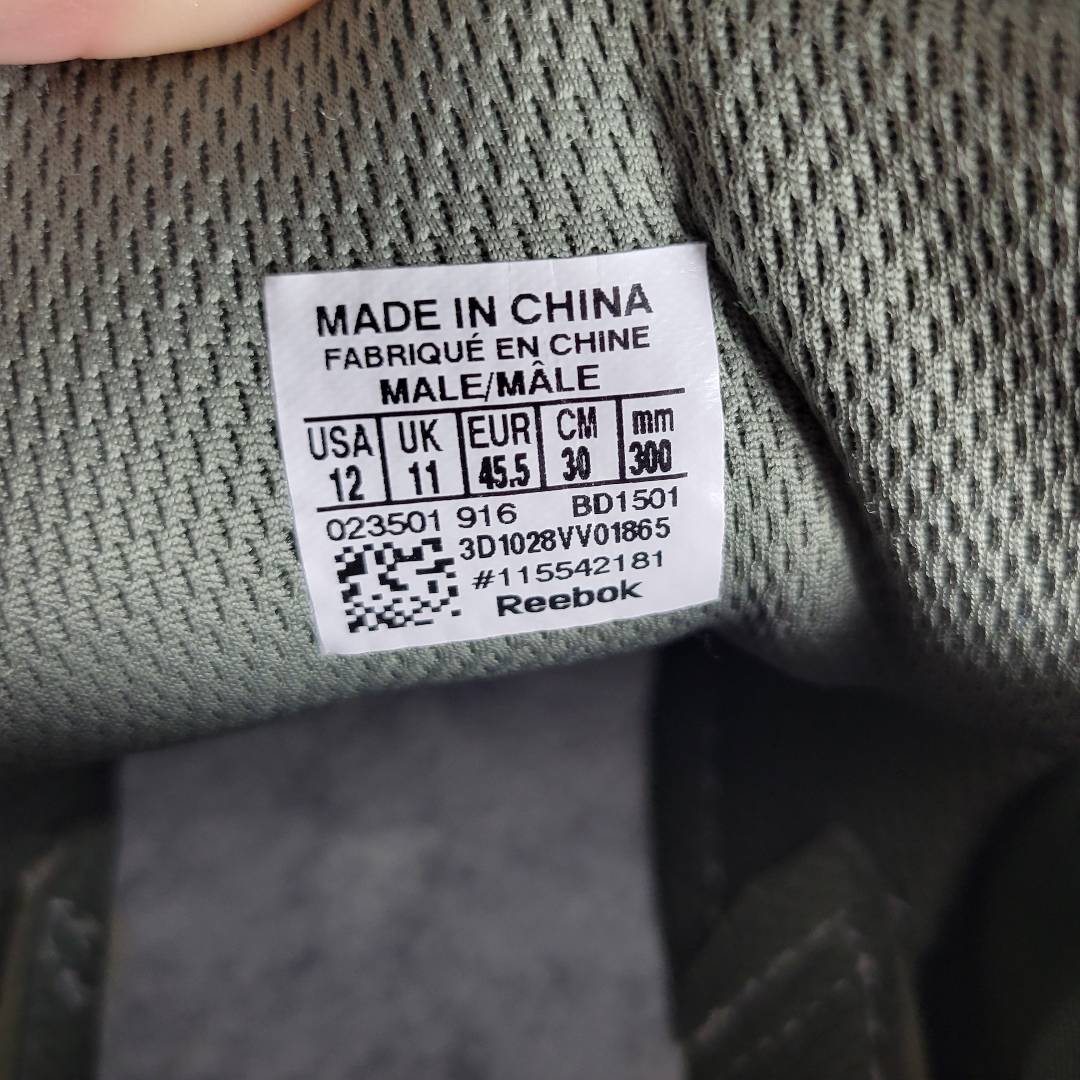 MADE IN CHINA
FABRIQUÉ EN CHINE
MALE/MÂLE
USA UK EUR CM mm
12 11 45.5 30 300
023501 916 BD1501
3D1028VV01865
#115542181
Reebok